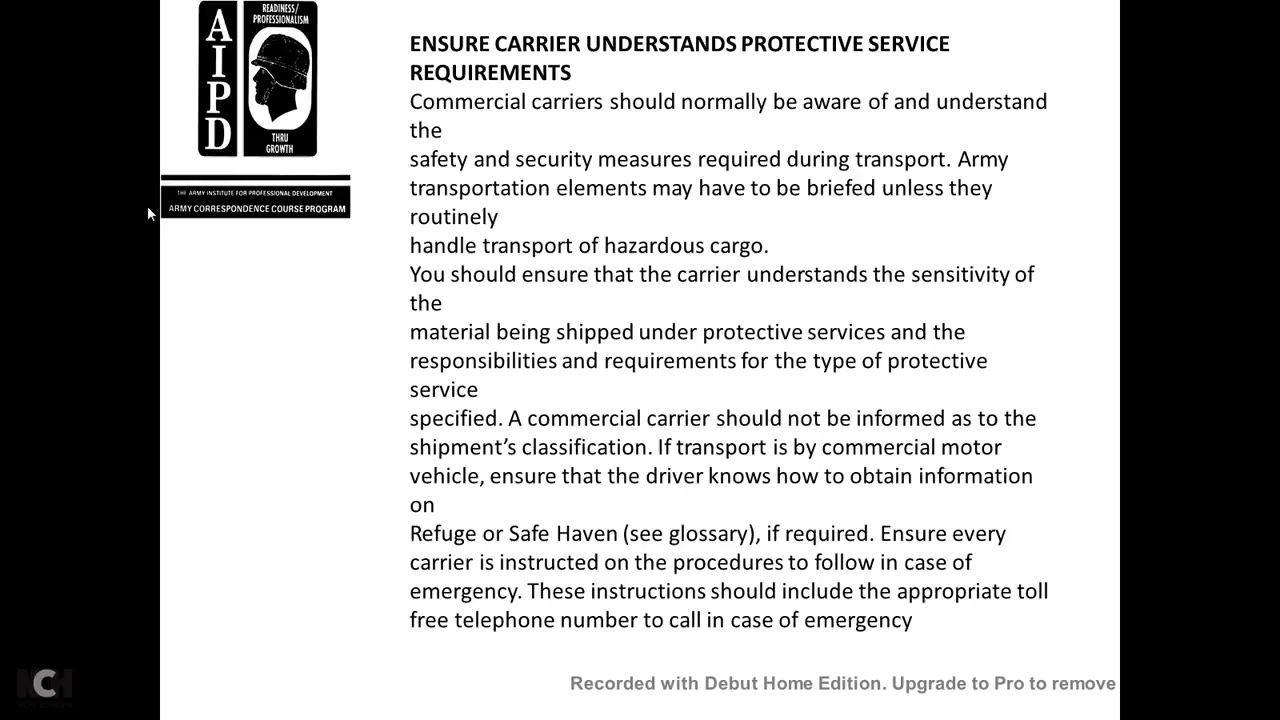 READINESS/
PROFESSIONALISM
A
I
P
D
THRU
GROWTH
THE ARMY INSTITUTE FOR PROFESSIONAL DEVELOPMENT
ARMY CORRESPONDENCE COURSE PROGRAM
ENSURE CARRIER UNDERSTANDS PROTECTIVE SERVICE
REQUIREMENTS
Commercial carriers should normally be aware of and understand
the
safety and security measures required during transport. Army
transportation elements may have to be briefed unless they
routinely
handle transport of hazardous cargo.
You should ensure that the carrier understands the sensitivity of
the
material being shipped under protective services and the
responsibilities and requirements for the type of protective
service
specified. A commercial carrier should not be informed as to the
shipment’s classification. If transport is by commercial motor
vehicle, ensure that the driver knows how to obtain information
on
Refuge or Safe Haven (see glossary), if required. Ensure every
carrier is instructed on the procedures to follow in case of
emergency. These instructions should include the appropriate toll
free telephone number to call in case of emergency
NCH
Recorded with Debut Home Edition. Upgrade to Pro to remove